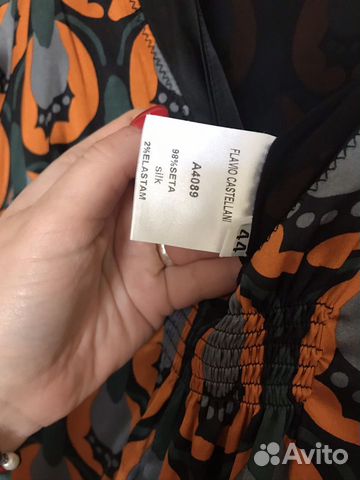 FLAVIO CASTELLANI
A4089
98%SETA
silk
2%ELASTAM
44
Avito